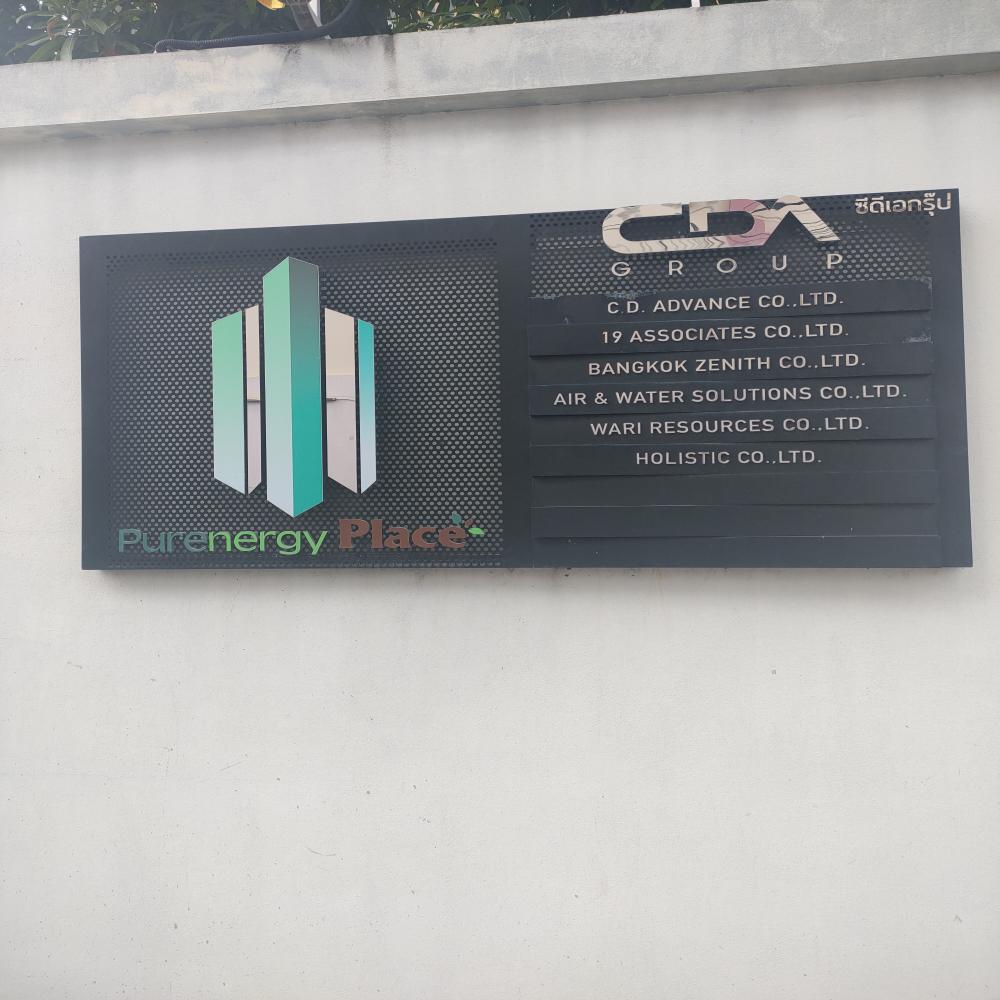 Purenergy Place
CDA ซีดีเอกรุ๊ป
GROUP
C.D. ADVANCE CO.,LTD.
19 ASSOCIATES CO.,LTD.
BANGKOK ZENITH CO.,LTD.
AIR & WATER SOLUTIONS CO.,LTD.
WARI RESOURCES CO.,LTD.
HOLISTIC CO.,LTD.